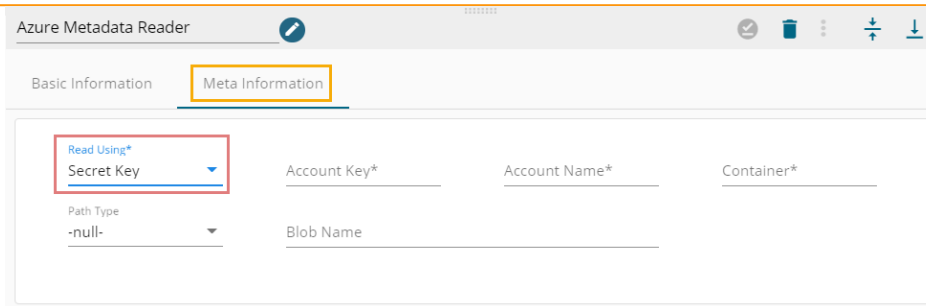 Azure Metadata Reader
Basic Information Meta Information
Read Using*
Secret Key Account Key* Account Name* Container*
Path Type
-null- Blob Name